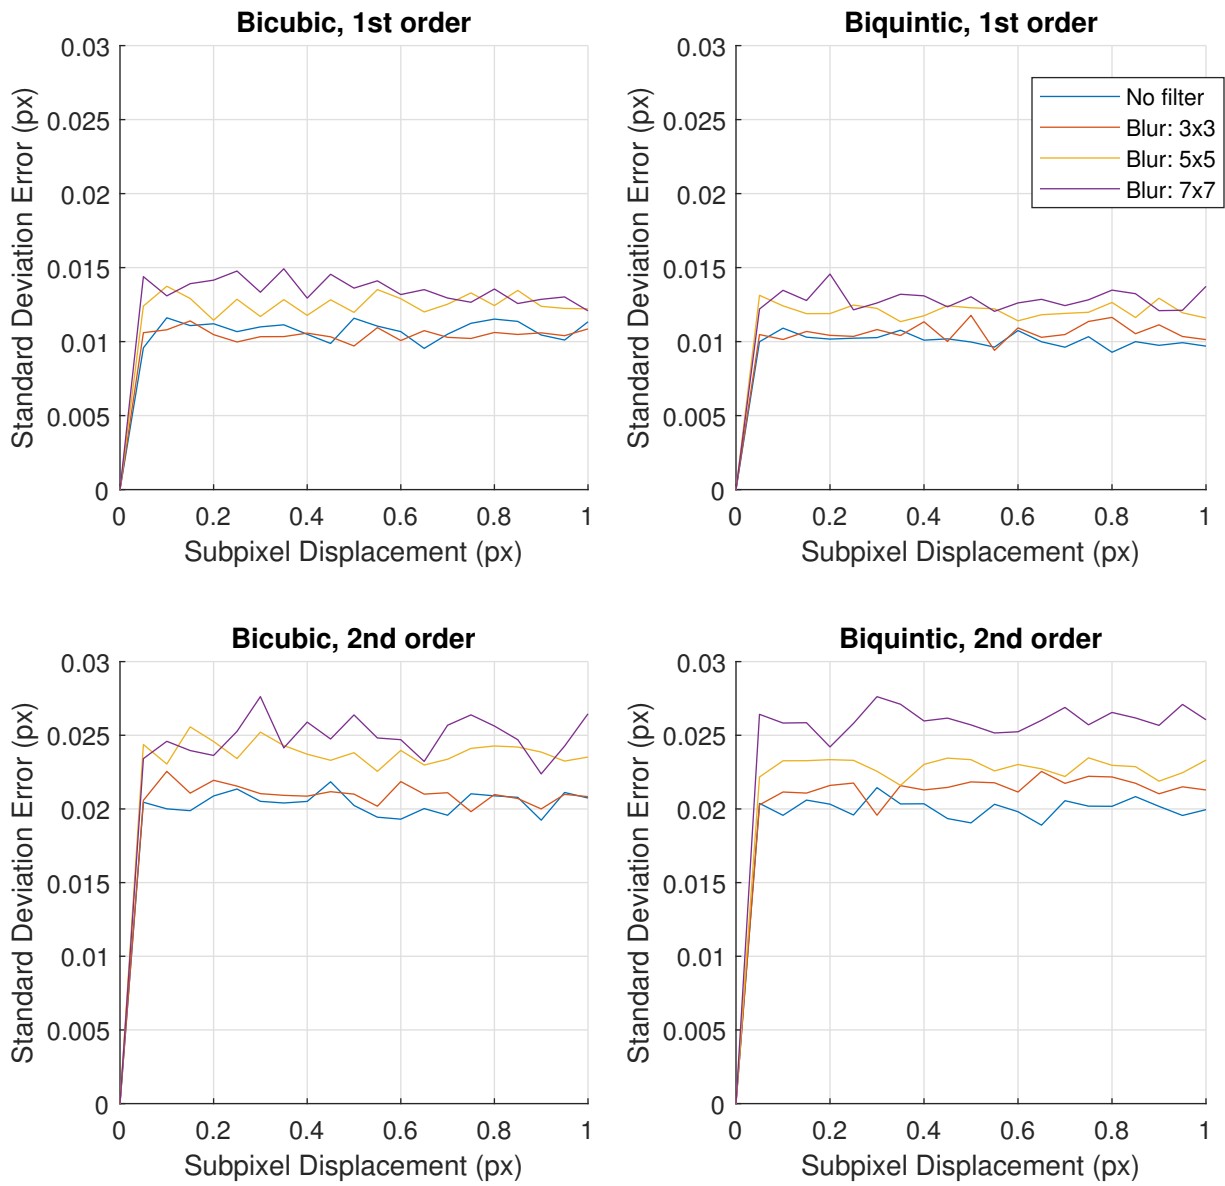 Bicubic, 1st order
Standard Deviation Error (px)
0.03
0.025
0.02
0.015
0.01
0.005
0
0 0.2 0.4 0.6 0.8 1
Subpixel Displacement (px)
Biquintic, 1st order
Standard Deviation Error (px)
0.03
0.025
0.02
0.015
0.01
0.005
0
No filter
Blur: 3x3
Blur: 5x5
Blur: 7x7
0 0.2 0.4 0.6 0.8 1
Subpixel Displacement (px)
Bicubic, 2nd order
Standard Deviation Error (px)
0.03
0.025
0.02
0.015
0.01
0.005
0
0 0.2 0.4 0.6 0.8 1
Subpixel Displacement (px)
Biquintic, 2nd order
Standard Deviation Error (px)
0.03
0.025
0.02
0.015
0.01
0.005
0
0 0.2 0.4 0.6 0.8 1
Subpixel Displacement (px)